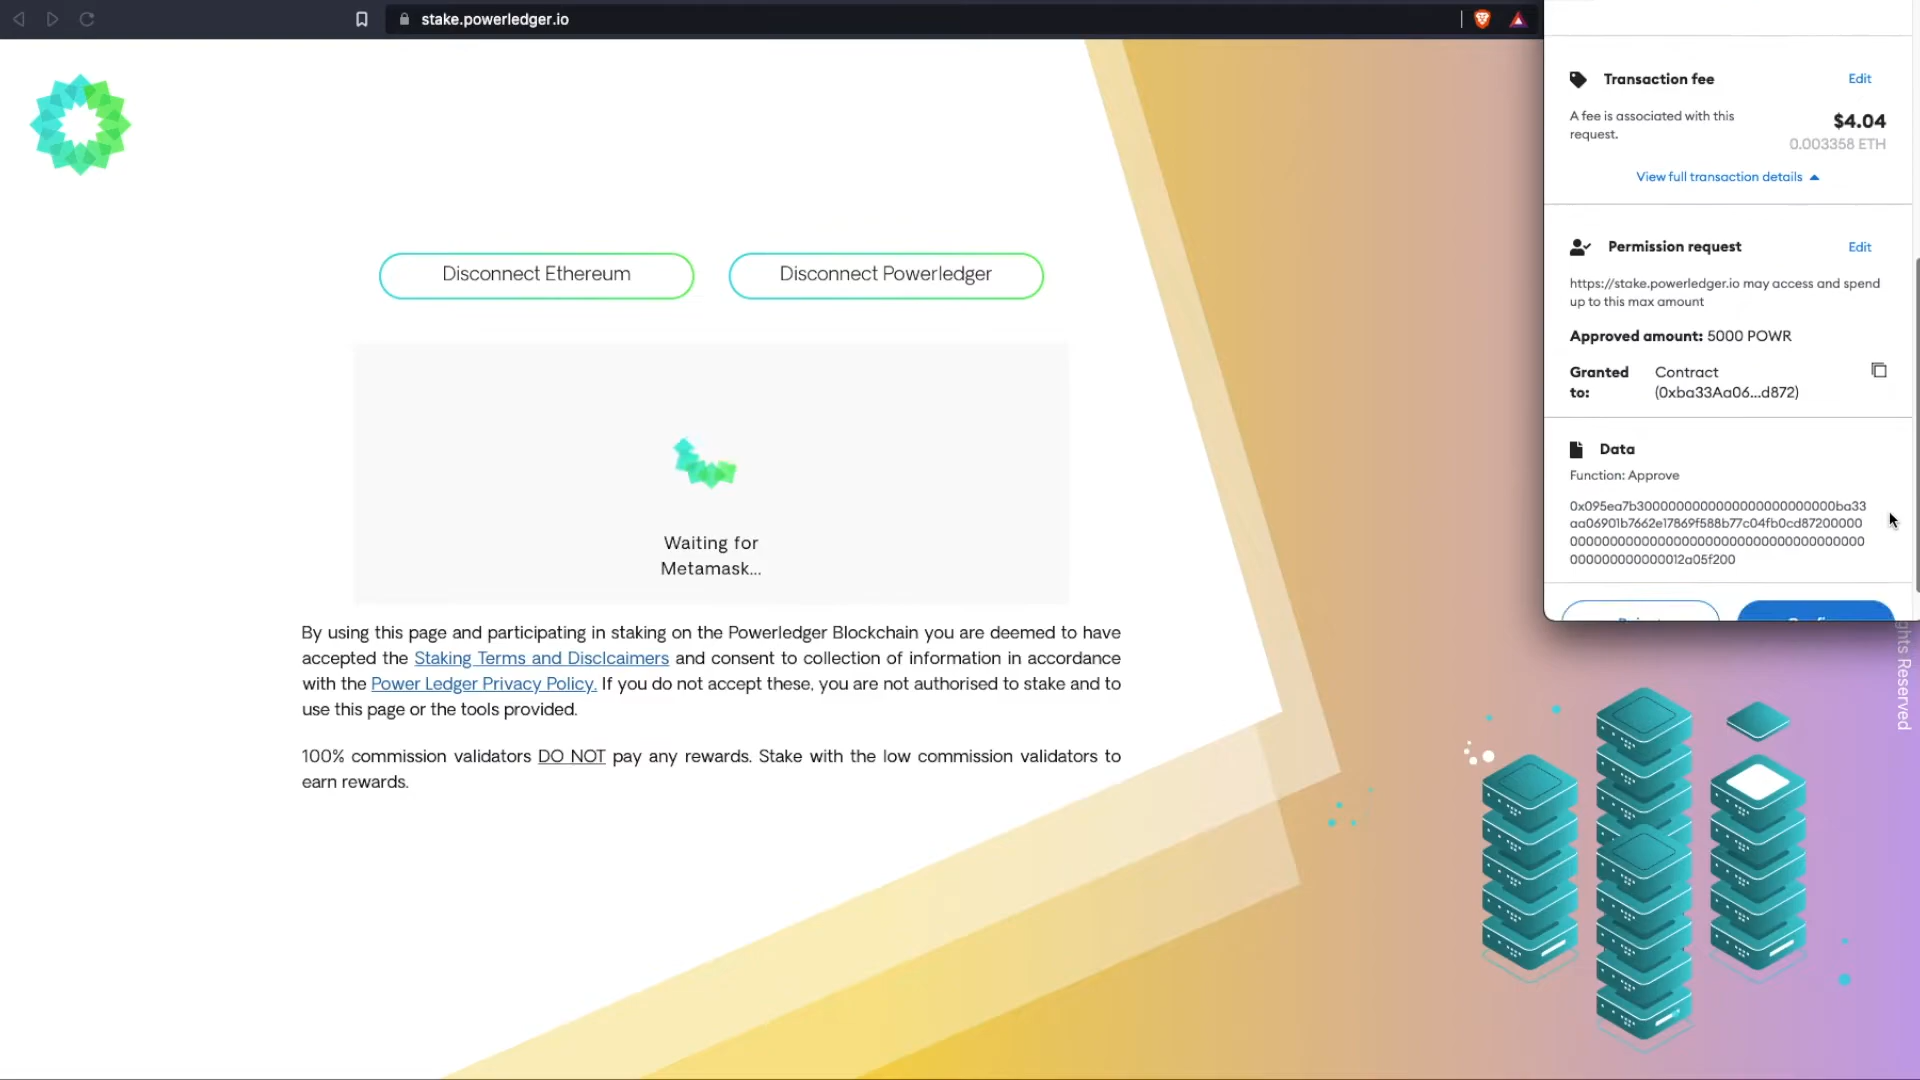 stake.powerledger.io
Disconnect Ethereum
Disconnect Powerledger
Waiting for
Metamask...
By using this page and participating in staking on the Powerledger Blockchain you are deemed to have
accepted the Staking Terms and Disclcaimers and consent to collection of information in accordance
with the Power Ledger Privacy Policy. If you do not accept these, you are not authorised to stake and to
use this page or the tools provided.
100% commission validators DO NOT pay any rewards. Stake with the low commission validators to
earn rewards.
Transaction fee
Edit
A fee is associated with this
request.
$4.04
0.003358 ETH
View full transaction details
Permission request
Edit
https://stake.powerledger.io may access and spend
up to this max amount
Approved amount: 5000 POWR
Granted
to:
Contract
(0xba33Aa06...d872)
Data
Function: Approve
0x095ea7b3000000000000000000000000ba33
aa06901b7662e17869f588b77c04fb0cd87200000
00000000000000000000000000000000000000
0000000000000012a05f200
Reserved